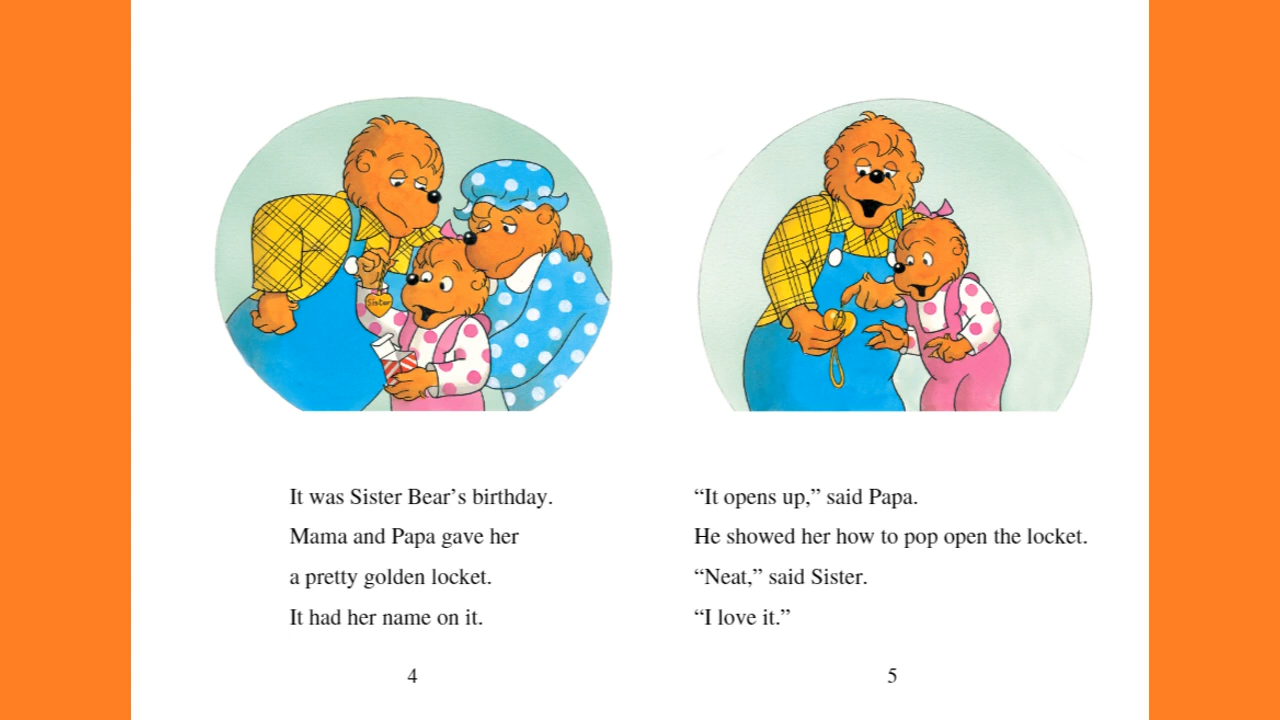 Sister
It was Sister Bear’s birthday.
Mama and Papa gave her
a pretty golden locket.
It had her name on it.
4
“It opens up,” said Papa.
He showed her how to pop open the locket.
“Neat,” said Sister.
“I love it.”
5